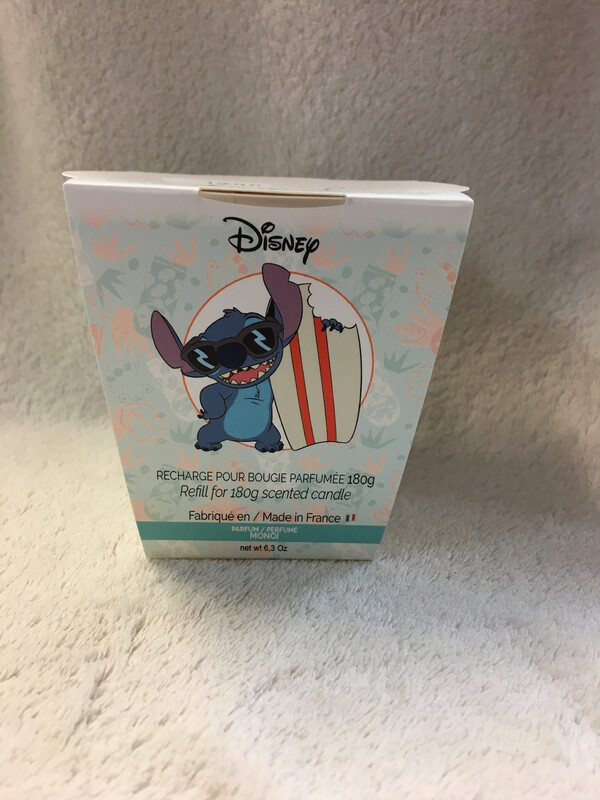 Disney
RECHARGE POUR BOUGIE PARFUMÉE 180g
Refill for 180g scented candle
Fabriqué en / Made in France
PARFUM / PERFUME
MONOÏ
net wt 6,3 Oz